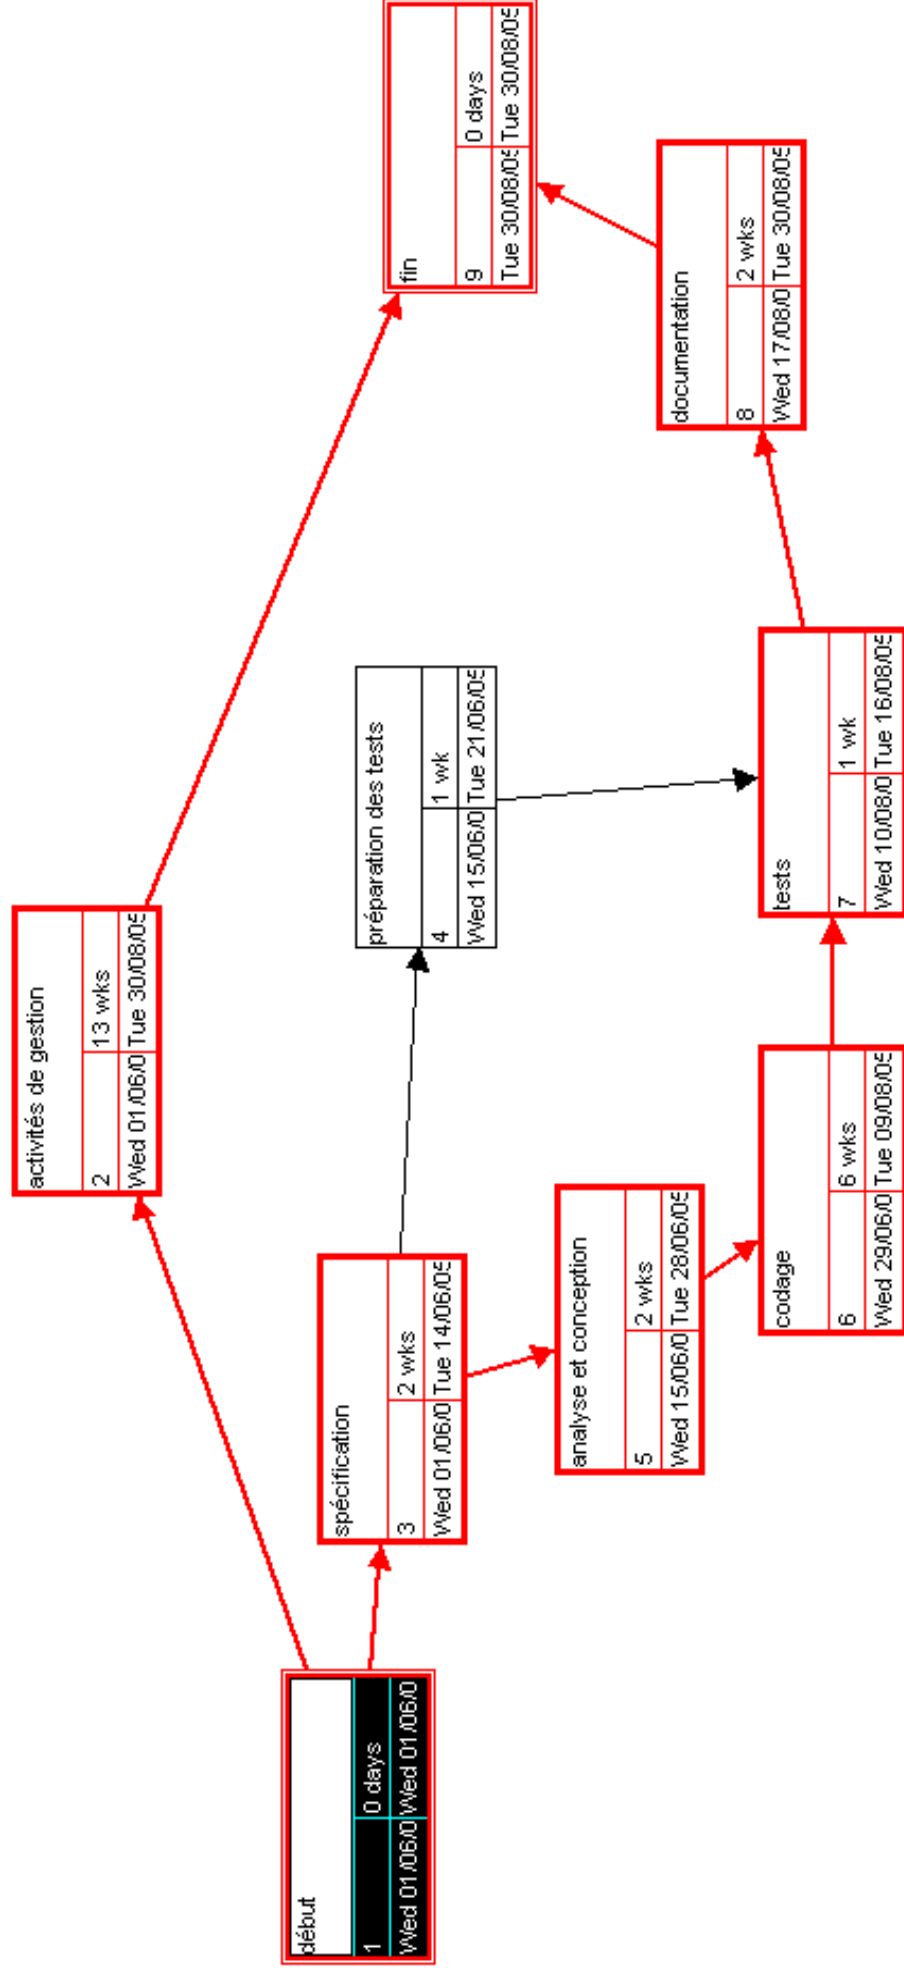 début
1 0 days
Wed 01/06/0 Wed 01/06/0
activités de gestion
2 13 wks
Wed 01/06/0 Tue 30/08/05
spécification
3 2 wks
Wed 01/06/0 Tue 14/06/05
préparation des tests
4 1 wk
Wed 15/06/0 Tue 21/06/05
analyse et conception
5 2 wks
Wed 15/06/0 Tue 28/06/05
codage
6 6 wks
Wed 29/06/0 Tue 09/08/05
tests
7 1 wk
Wed 10/08/0 Tue 16/08/05
documentation
8 2 wks
Wed 17/08/0 Tue 30/08/05
fin
9 0 days
Tue 30/08/05 Tue 30/08/05